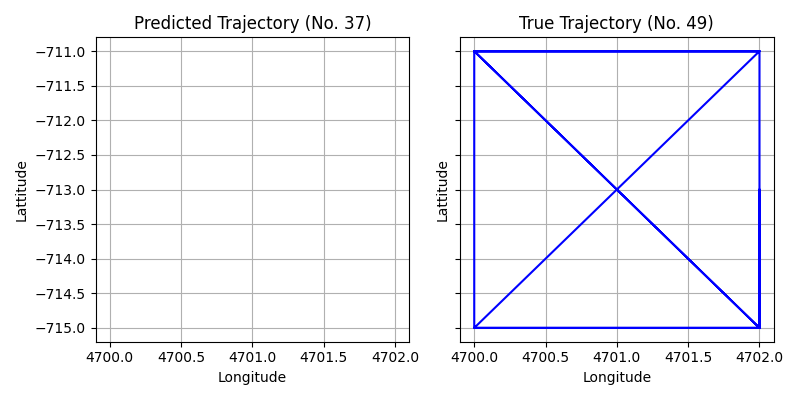 Predicted Trajectory (No. 37)
True Trajectory (No. 49)
−711.0
−711.5
−712.0
−712.5
−713.0
−713.5
−714.0
−714.5
−715.0
Lattitude
Lattitude
4700.0 4700.5 4701.0 4701.5 4702.0
4700.0 4700.5 4701.0 4701.5 4702.0
Longitude
Longitude